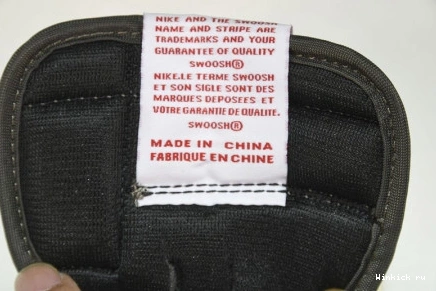 NIKE AND THE SWOOSH
NAME AND STRIPE ARE
TRADEMARKS AND YOUR
GUARANTEE OF QUALITY
SWOOSH®
NIKE.LE TERME SWOOSH
ET SON SIGLE SONT DES
MARQUES DEPOSEES ET
VOTRE GARANTIE DE QUALITE.
SWOOSH®
MADE IN CHINA
FABRIQUE EN CHINE